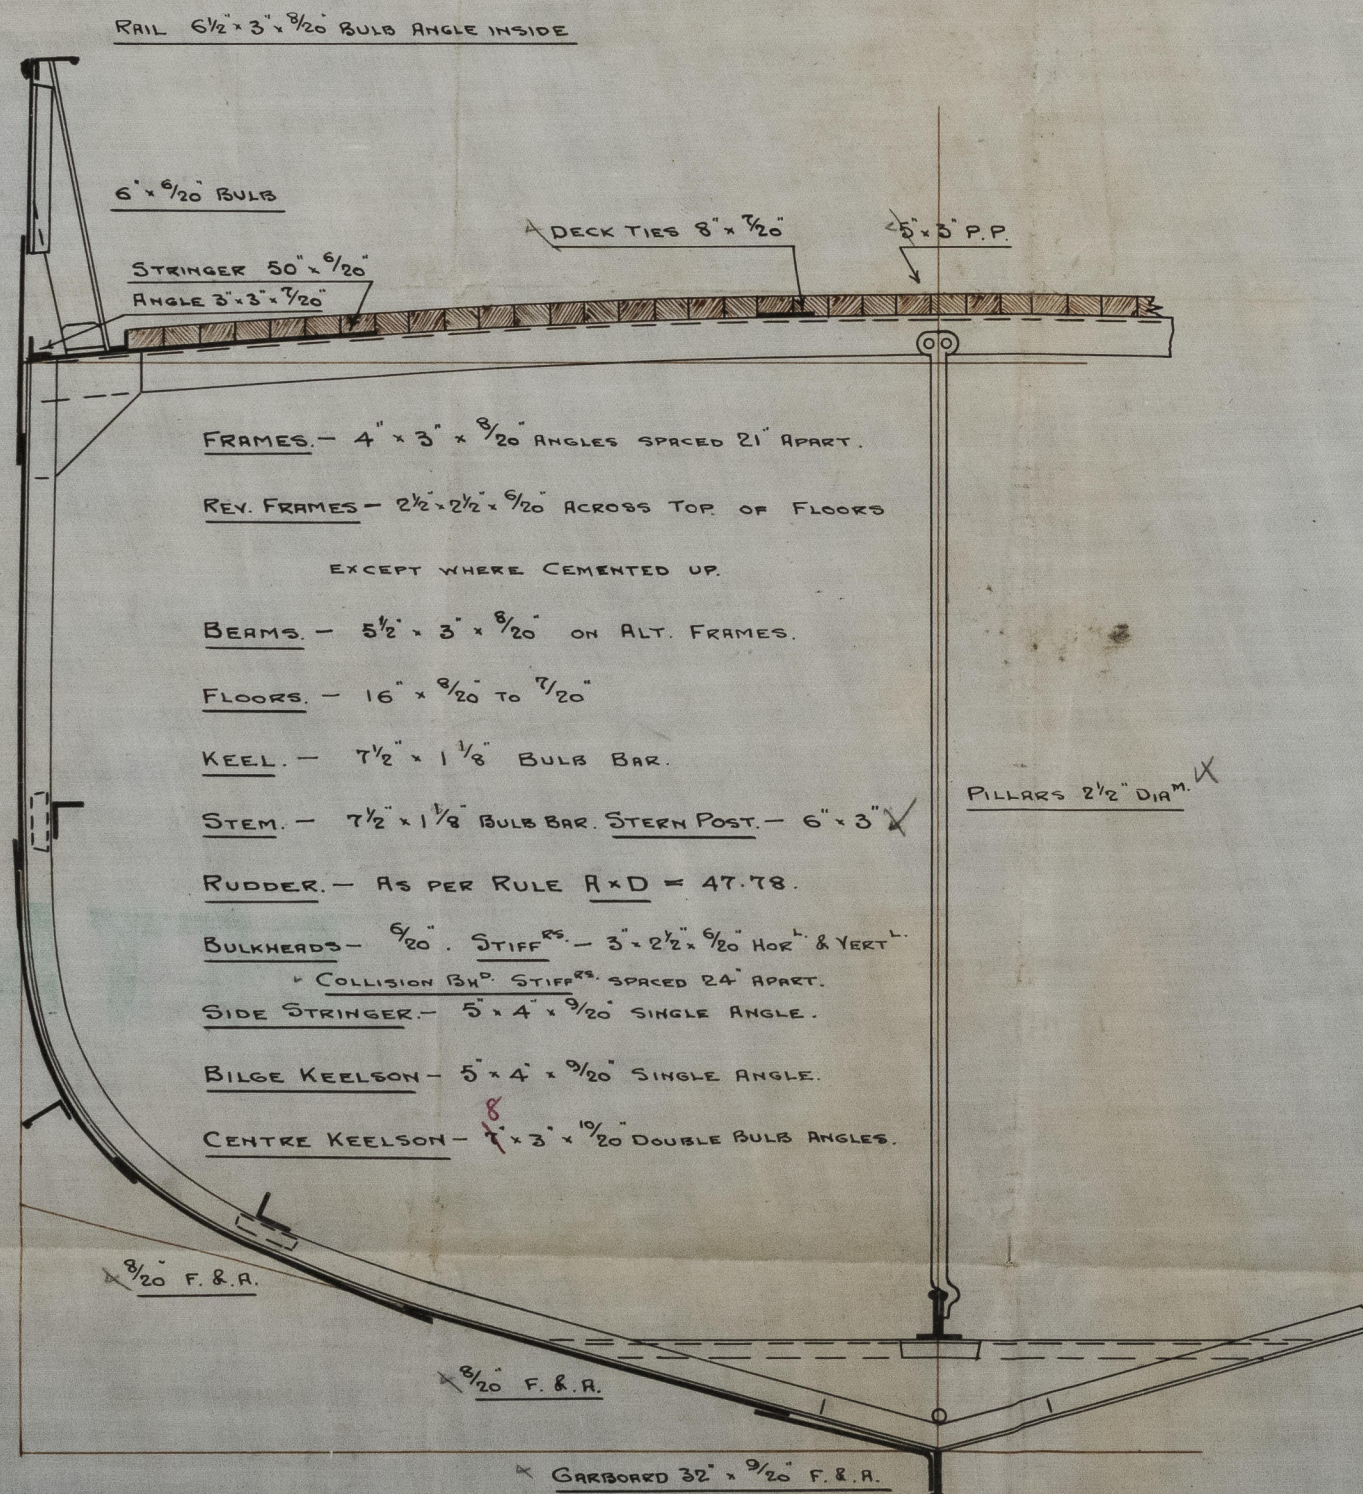 RAIL 6½" × 3" × 8/20" BULB ANGLE INSIDE
6" × 6/20" BULB
DECK TIES 8" × 7/20"
5" × 3" P.P.
STRINGER 50" × 6/20"
ANGLE 3" × 3" × 7/20"
FRAMES.— 4" × 3" × 8/20" ANGLES SPACED 21" APART.
REV. FRAMES — 2½" × 2½" × 6/20" ACROSS TOP OF FLOORS
EXCEPT WHERE CEMENTED UP.
BEAMS.— 5½" × 3" × 8/20" ON ALT. FRAMES.
FLOORS.— 16" × 8/20" TO 7/20"
KEEL.— 7½" × 1 1/8" BULB BAR.
PILLARS 2½" DIAM.
STEM.— 7½" × 1 1/8" BULB BAR. STERN POST.— 6" × 3"
RUDDER.— AS PER RULE A×D = 47.78.
BULKHEADS — 6/20". STIFFRS.— 3" × 2½" × 6/20" HORL. & VERTL.
" COLLISION BHD. STIFFRS. SPACED 24" APART.
SIDE STRINGER.— 5" × 4" × 9/20" SINGLE ANGLE.
BILGE KEELSON — 5" × 4" × 9/20" SINGLE ANGLE.
8
CENTRE KEELSON — 7" × 3" × 10/20" DOUBLE BULB ANGLES.
8/20" F. & A.
8/20" F. & A.
GARBOARD 32" × 9/20" F. & A.